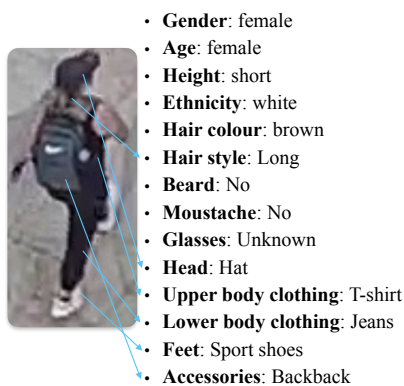 • Gender: female
• Age: female
• Height: short
• Ethnicity: white
• Hair colour: brown
• Hair style: Long
• Beard: No
• Moustache: No
• Glasses: Unknown
• Head: Hat
• Upper body clothing: T-shirt
• Lower body clothing: Jeans
• Feet: Sport shoes
• Accessories: Backback